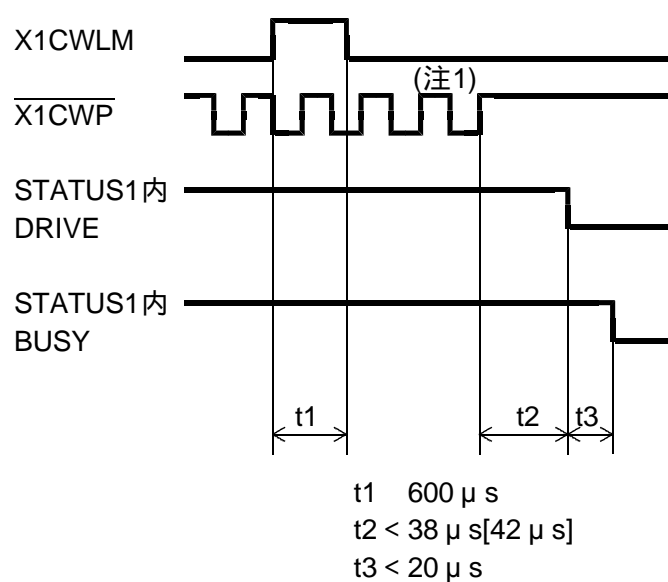 X1CWLM
(注1)
X1CWP
STATUS1内
DRIVE
STATUS1内
BUSY
t1 t2 t3
t1 600 μ s
t2 < 38 μ s[42 μ s]
t3 < 20 μ s